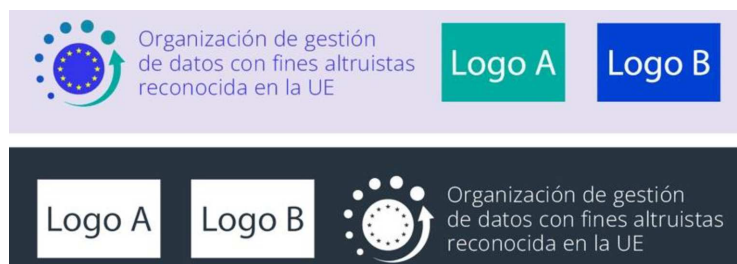 Organización de gestión
de datos con fines altruistas
reconocida en la UE
Logo A
Logo B
Logo A
Logo B
Organización de gestión
de datos con fines altruistas
reconocida en la UE